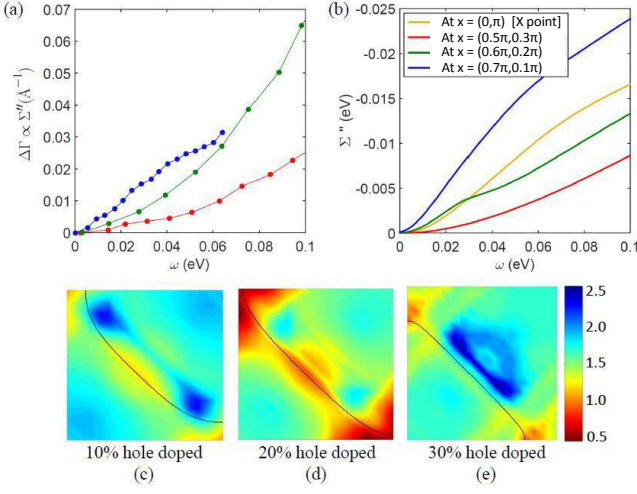 (a)
0.07
0.06
0.05
0.04
0.03
0.02
0.01
0
ΔΓ ∝ Σ″(Å⁻¹)
0 0.02 0.04 0.06 0.08 0.1
ω (eV)
(b)
-0.025
-0.02
-0.015
-0.01
-0.005
0
Σ " (eV)
At x = (0,π) [X point]
At x = (0.5π,0.3π)
At x = (0.6π,0.2π)
At x = (0.7π,0.1π)
0 0.02 0.04 0.06 0.08 0.1
ω (eV)
10% hole doped
(c)
20% hole doped
(d)
30% hole doped
(e)
2.5
2.0
1.5
1.0
0.5